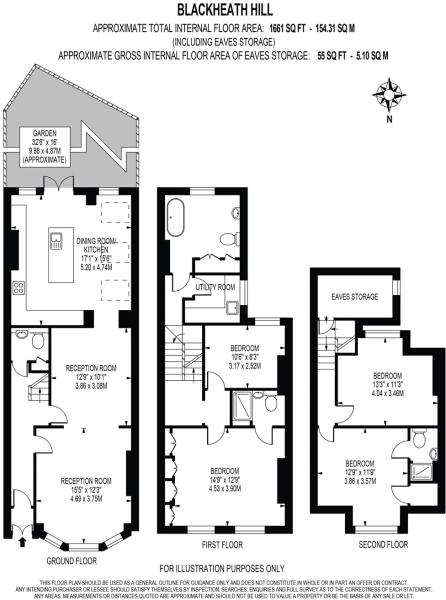 BLACKHEATH HILL
APPROXIMATE TOTAL INTERNAL FLOOR AREA: 1661 SQ FT - 154.31 SQ M
(INCLUDING EAVES STORAGE)
APPROXIMATE GROSS INTERNAL FLOOR AREA OF EAVES STORAGE: 55 SQ FT - 5.10 SQ M
N
GARDEN
32'6" x 16'
9.88 x 4.87M
(APPROXIMATE)
DINING ROOM/
KITCHEN
17'1" x 15'6"
5.20 x 4.74M
RECEPTION ROOM
12'9" x 10'1"
3.86 x 3.08M
RECEPTION ROOM
15'5" x 12'3"
4.69 x 3.75M
GROUND FLOOR
UTILITY ROOM
BEDROOM
10'6" x 8'3"
3.17 x 2.52M
BEDROOM
14'9" x 12'9"
4.53 x 3.90M
FIRST FLOOR
EAVES STORAGE
BEDROOM
13'3" x 11'3"
4.04 x 3.46M
BEDROOM
12'9" x 11'9"
3.86 x 3.57M
SECOND FLOOR
FOR ILLUSTRATION PURPOSES ONLY
THIS FLOOR PLAN SHOULD BE USED AS A GENERAL OUTLINE FOR GUIDANCE ONLY AND DOES NOT CONSTITUTE IN WHOLE OR IN PART AN OFFER OR CONTRACT.
ANY INTENDING PURCHASER OR LESSEE SHOULD SATISFY THEMSELVES BY INSPECTION, SEARCHES, ENQUIRIES AND FULL SURVEY AS TO THE CORRECTNESS OF EACH STATEMENT.
ANY AREAS, MEASUREMENTS OR DISTANCES QUOTED ARE APPROXIMATE AND SHOULD NOT BE USED TO VALUE A PROPERTY OR BE THE BASIS OF ANY SALE OR LET.